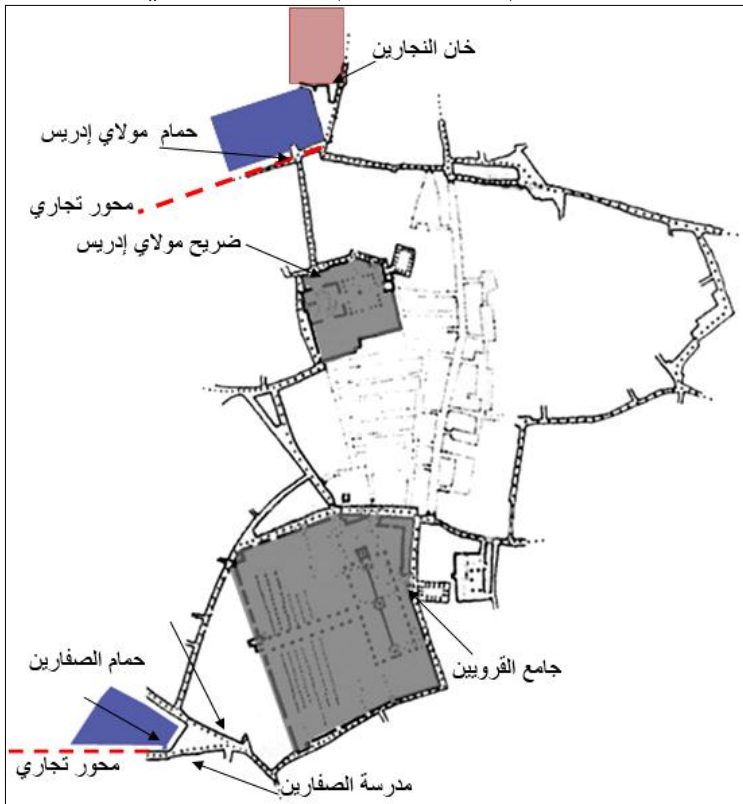 خان النجارين
حمام مولاي إدريس
محور تجاري
ضريح مولاي إدريس
جامع القرويين
حمام الصفارين
محور تجاري
مدرسة الصفارين